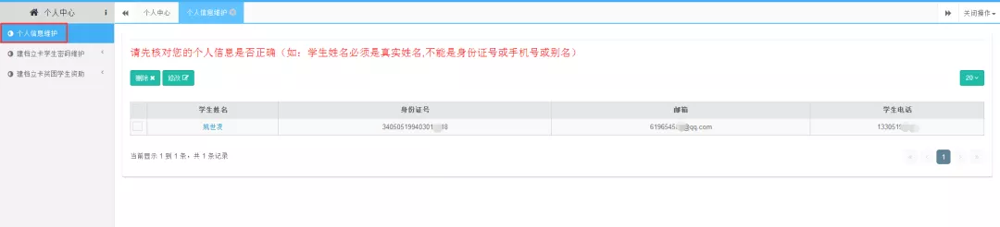 个人中心
个人中心 个人信息维护 关闭操作
个人信息维护
建档立卡学生密码维护
建档立卡贫困学生资助
请先核对您的个人信息是否正确（如：学生姓名必须是真实姓名,不能是身份证号或手机号或别名）
删除 修改 20
学生姓名 身份证号 邮箱 学生电话
姚世凌 34050519940301 18 6196545 @qq.com 1330519
当前显示 1 到 1 条，共 1 条记录 1